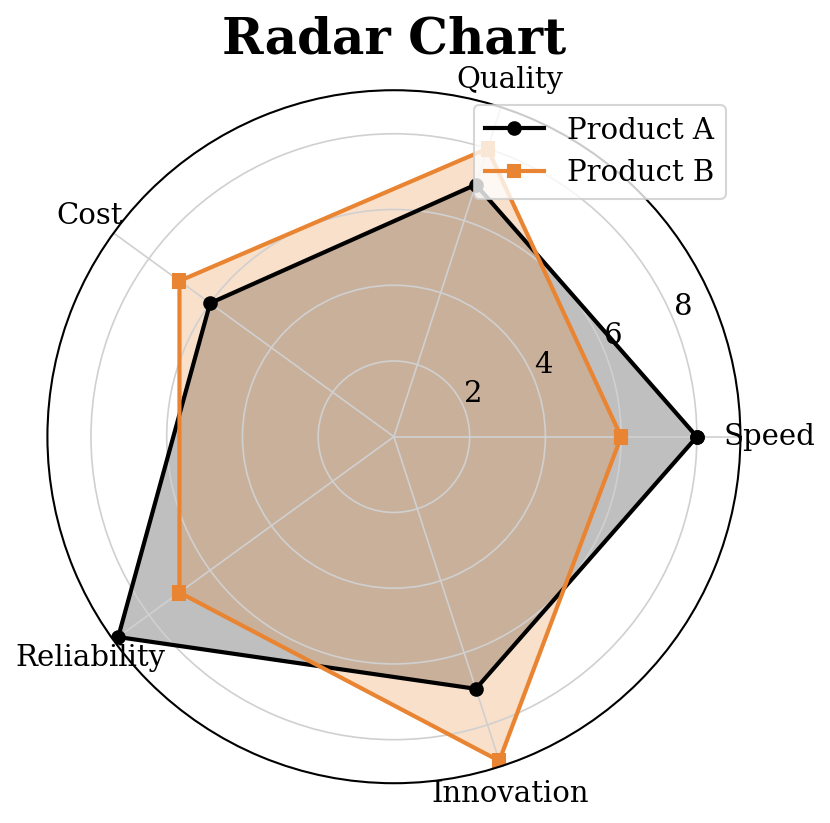 Radar Chart
Quality
Product A
Product B
Cost
8
6
4
2
Speed
Reliability
Innovation